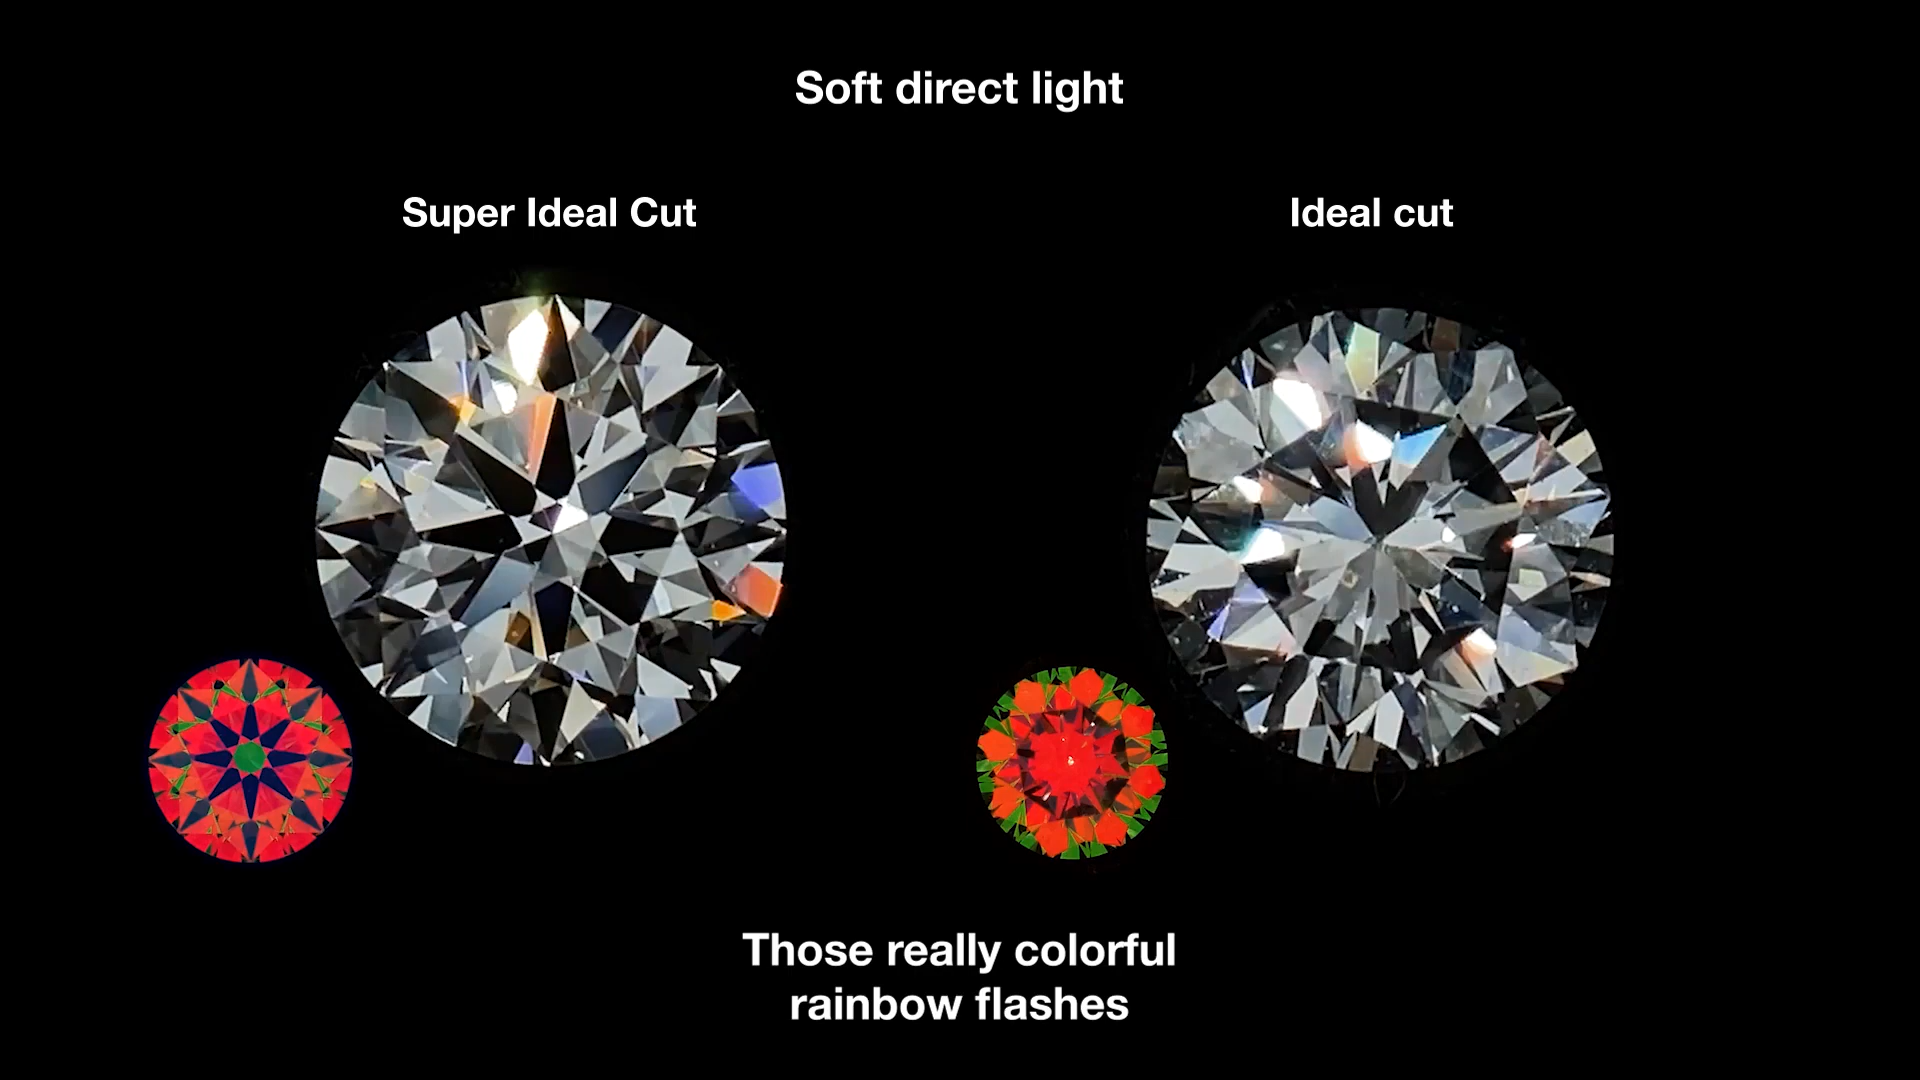 Soft direct light
Super Ideal Cut
Ideal cut
Those really colorful
rainbow flashes